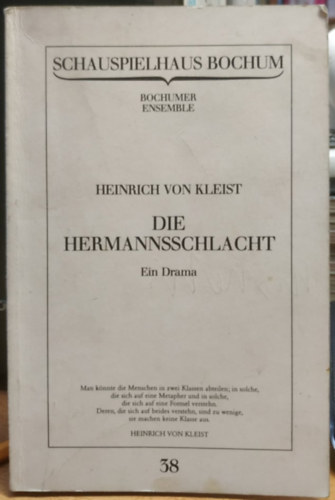 SCHAUSPIELHAUS BOCHUM
BOCHUMER
ENSEMBLE
HEINRICH VON KLEIST
DIE
HERMANNSSCHLACHT
Ein Drama
Man könnte die Menschen in zwei Klassen abteilen; in solche,
die sich auf eine Metapher und in solche,
die sich auf eine Formel verstehn.
Deren, die sich auf beides verstehn, sind zu wenige,
sie machen keine Klasse aus.
HEINRICH VON KLEIST
38